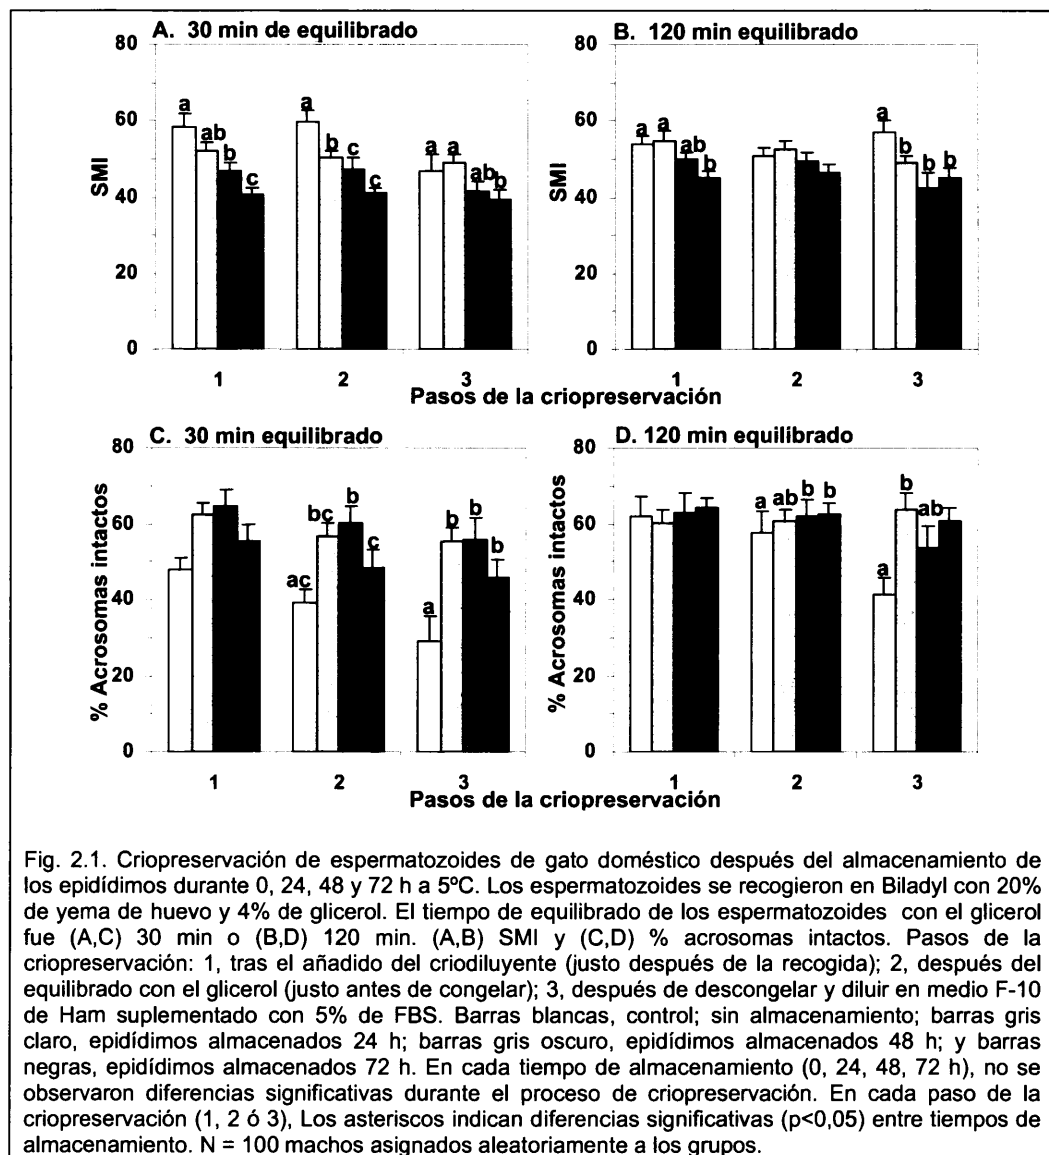 A. 30 min de equilibrado
80
60
40
20
0
SMI
a
ab
b
c
a
b
c
c
a
a
ab
b
1
2
3
B. 120 min equilibrado
80
60
40
20
0
SMI
a
a
ab
b
a
b
b
b
1
2
3
Pasos de la criopreservación
C. 30 min equilibrado
80
60
40
20
0
% Acrosomas intactos
ac
bc
b
c
a
b
b
b
1
2
3
D. 120 min equilibrado
80
60
40
20
0
% Acrosomas intactos
a
ab
b
b
a
b
ab
1
2
3
Pasos de la criopreservación
Fig. 2.1. Criopreservación de espermatozoides de gato doméstico después del almacenamiento de
los epidídimos durante 0, 24, 48 y 72 h a 5ºC. Los espermatozoides se recogieron en Biladyl con 20%
de yema de huevo y 4% de glicerol. El tiempo de equilibrado de los espermatozoides con el glicerol
fue (A,C) 30 min o (B,D) 120 min. (A,B) SMI y (C,D) % acrosomas intactos. Pasos de la
criopreservación: 1, tras el añadido del criodiluyente (justo después de la recogida); 2, después del
equilibrado con el glicerol (justo antes de congelar); 3, después de descongelar y diluir en medio F-10
de Ham suplementado con 5% de FBS. Barras blancas, control; sin almacenamiento; barras gris
claro, epidídimos almacenados 24 h; barras gris oscuro, epidídimos almacenados 48 h; y barras
negras, epidídimos almacenados 72 h. En cada tiempo de almacenamiento (0, 24, 48, 72 h), no se
observaron diferencias significativas durante el proceso de criopreservación. En cada paso de la
criopreservación (1, 2 ó 3), Los asteriscos indican diferencias significativas (p<0,05) entre tiempos de
almacenamiento. N = 100 machos asignados aleatoriamente a los grupos.